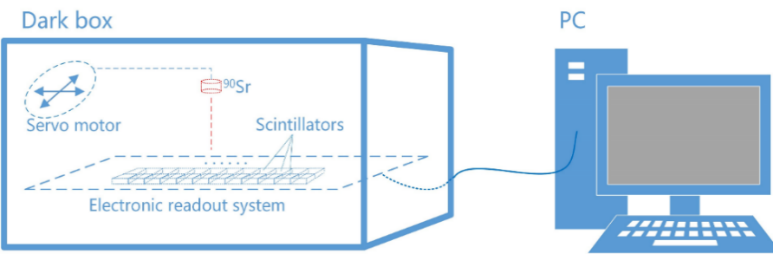 Dark box
PC
⁹⁰Sr
Servo motor
Scintillators
Electronic readout system